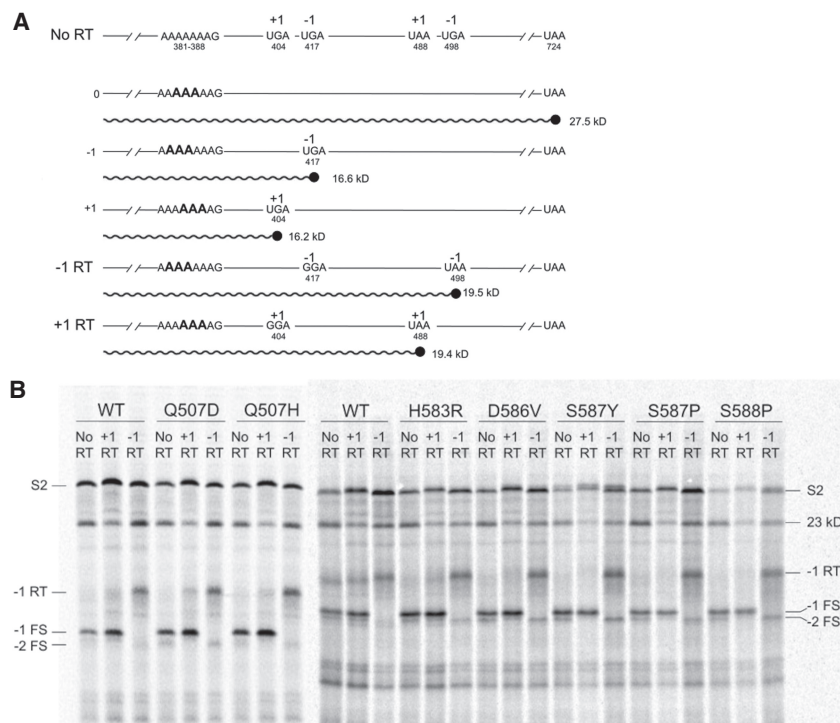 A
+1 -1 +1 -1
No RT AAAAAAAG UGA UGA UAA UGA UAA
381-388 404 417 488 498 724
0 AAAAAAAG UAA
27.5 kD
-1
-1 AAAAAAAG UGA UAA
417
16.6 kD
+1
+1 AAAAAAAG UGA UAA
404
16.2 kD
-1 -1
-1 RT AAAAAAAG GGA UAA UAA
417 498
19.5 kD
+1 +1
+1 RT AAAAAAAG GGA UAA UAA
404 488
19.4 kD
B
WT Q507D Q507H WT H583R D586V S587Y S587P S588P
No +1 -1 No +1 -1 No +1 -1 No +1 -1 No +1 -1 No +1 -1 No +1 -1 No +1 -1 No +1 -1
RT RT RT RT RT RT RT RT RT RT RT RT RT RT RT RT RT RT RT RT RT RT RT RT RT RT RT
S2 S2
23 kD
-1 RT -1 RT
-1 FS -1 FS
-2 FS -2 FS